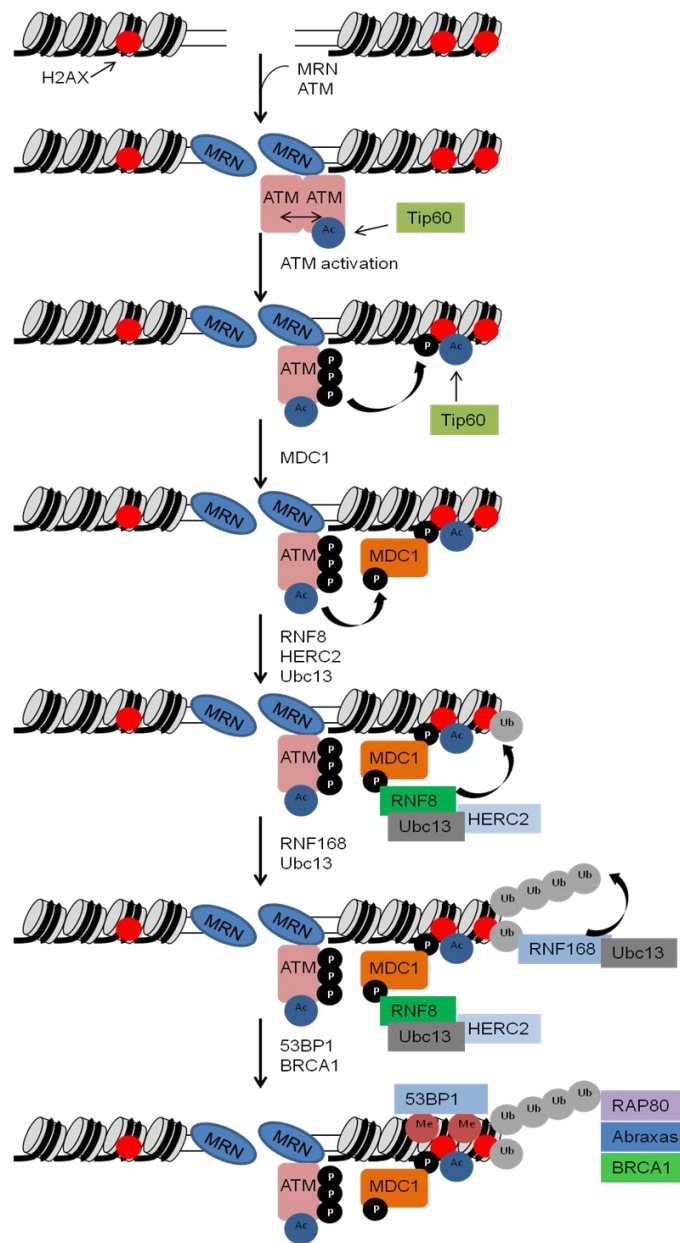 H2AX
MRN
ATM
MRN
MRN
ATM
ATM
Ac
Tip60
ATM activation
MRN
MRN
ATM
P
P
P
Ac
P
Ac
Tip60
MDC1
MRN
MRN
ATM
P
P
P
Ac
P
Ac
MDC1
P
RNF8
HERC2
Ubc13
MRN
MRN
ATM
P
P
P
Ac
P
Ac
Ub
MDC1
P
RNF8
Ubc13
HERC2
RNF168
Ubc13
MRN
MRN
ATM
P
P
P
Ac
P
Ac
Ub
Ub
Ub
Ub
Ub
MDC1
P
RNF168
Ubc13
RNF8
Ubc13
HERC2
53BP1
BRCA1
53BP1
Me
Me
MRN
MRN
ATM
P
P
P
Ac
P
Ac
Ub
Ub
Ub
Ub
Ub
MDC1
P
RAP80
Abraxas
BRCA1